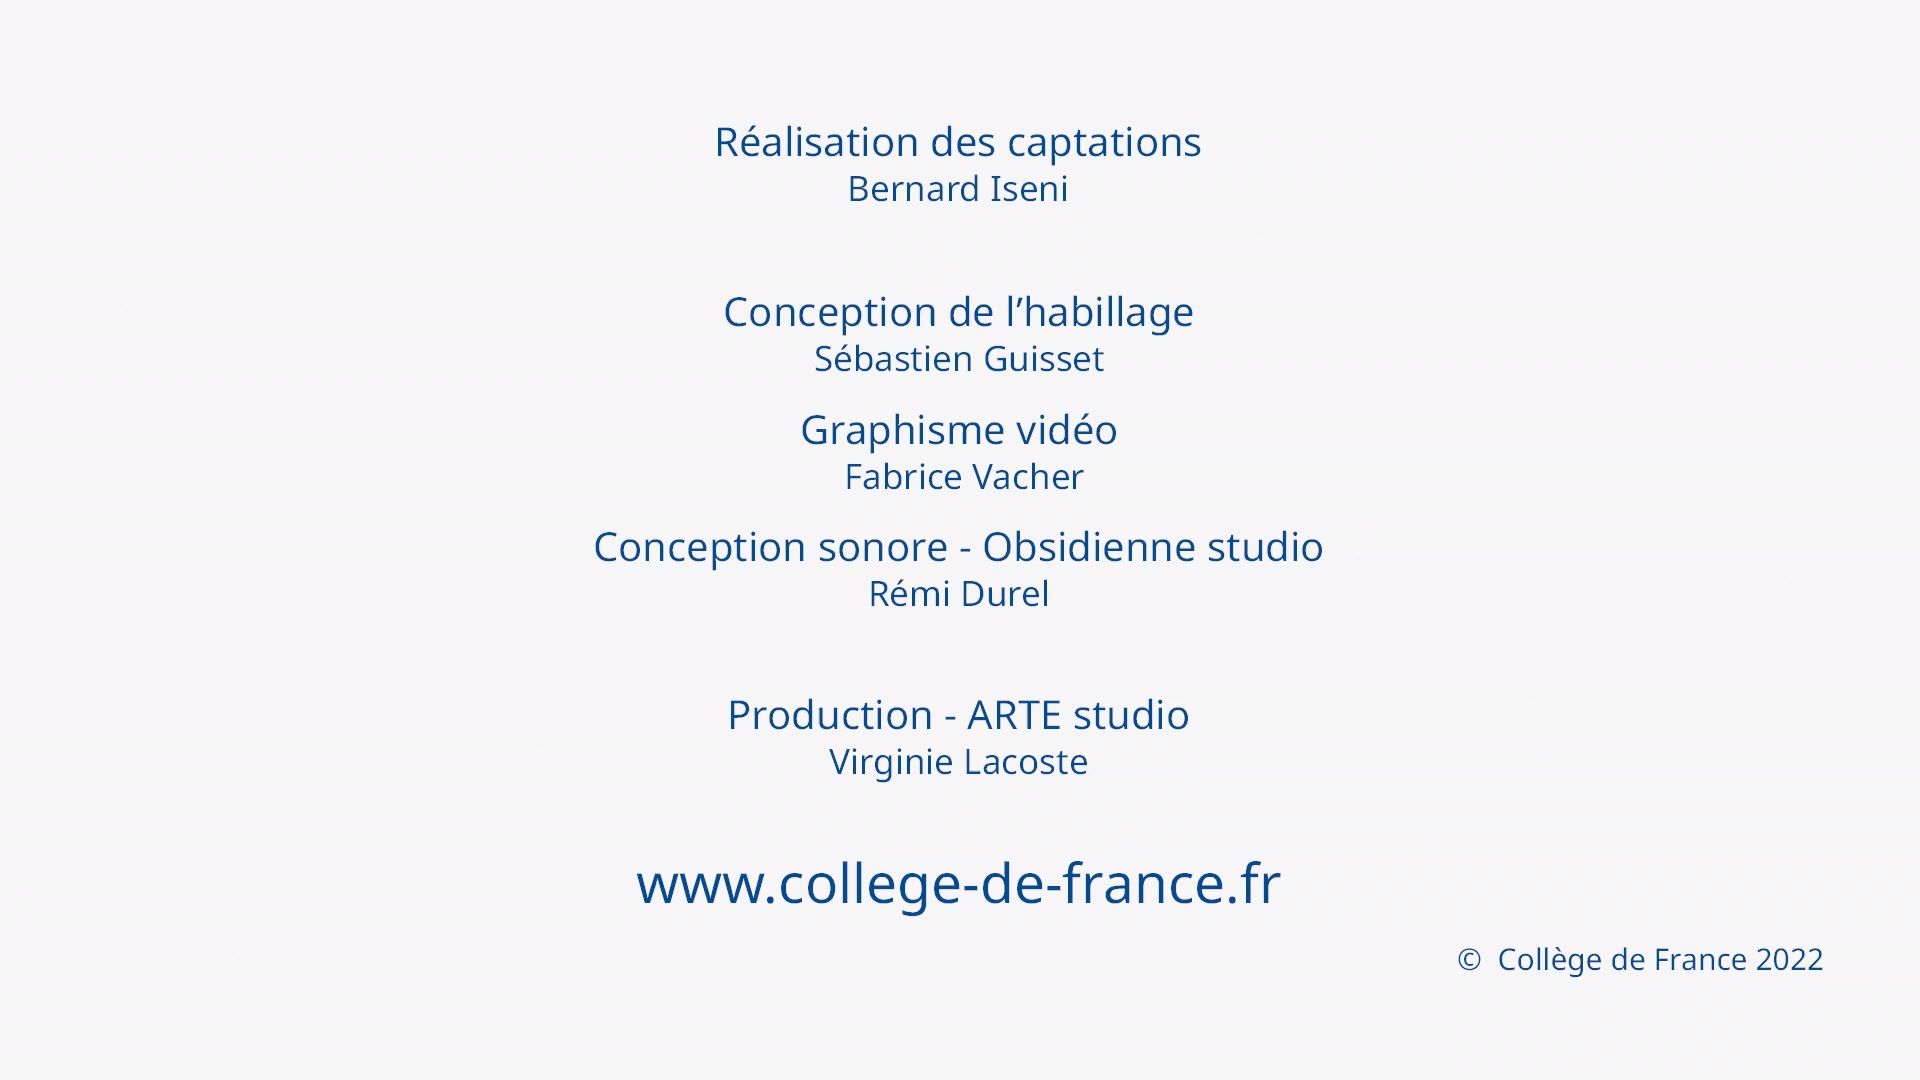 Réalisation des captations
Bernard Iseni
Conception de l’habillage
Sébastien Guisset
Graphisme vidéo
Fabrice Vacher
Conception sonore - Obsidienne studio
Rémi Durel
Production - ARTE studio
Virginie Lacoste
www.college-de-france.fr
© Collège de France 2022